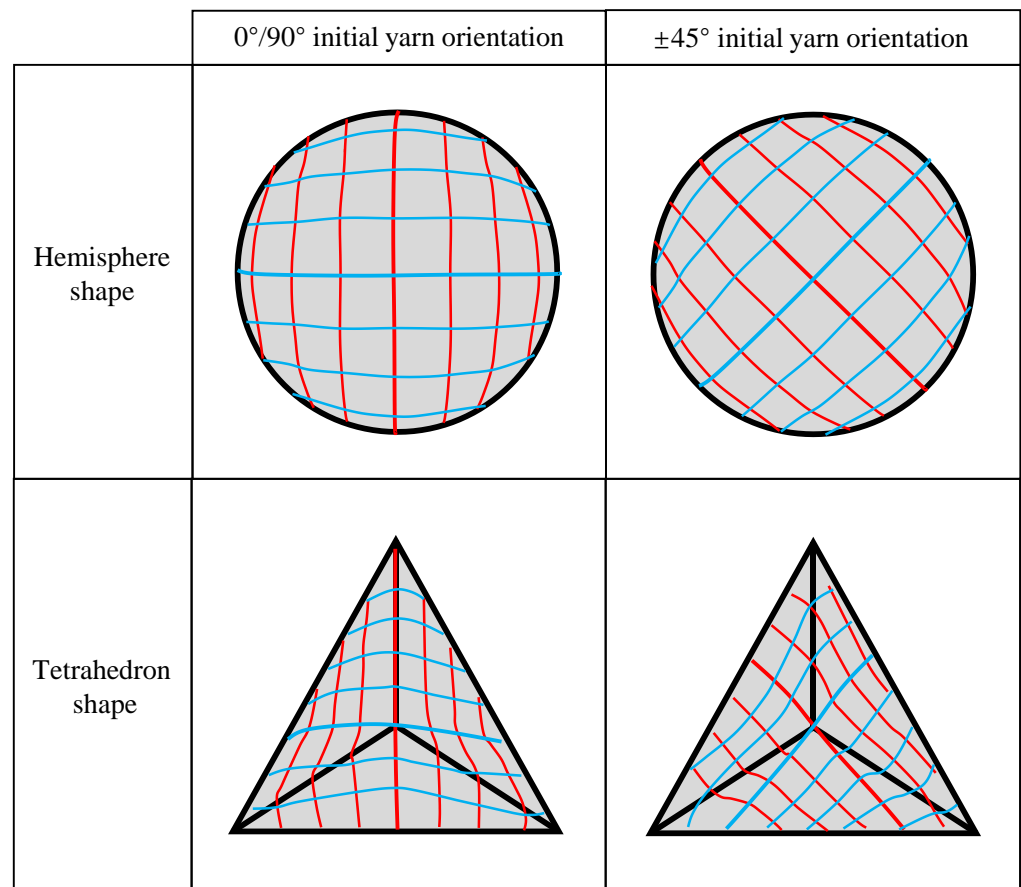 0°/90° initial yarn orientation
±45° initial yarn orientation
Hemisphere
shape
Tetrahedron
shape